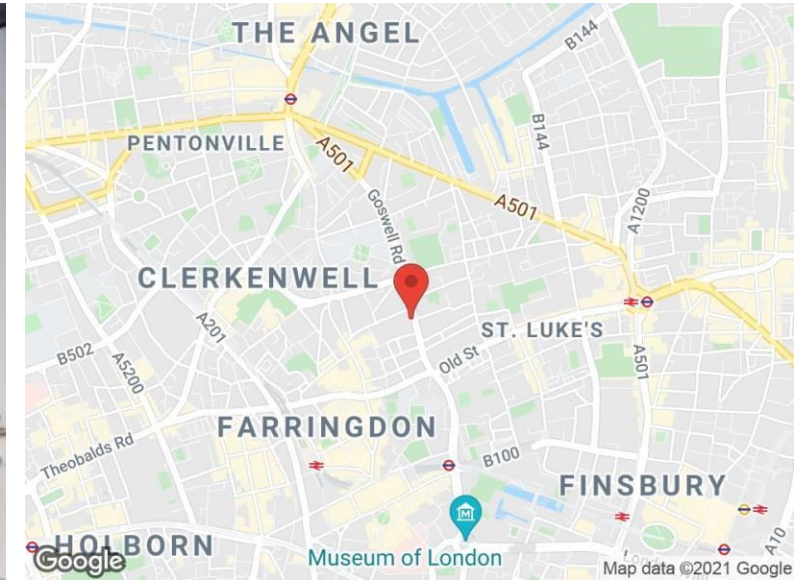 THE ANGEL
B144
PENTONVILLE
A501
B144
Goswell Rd
A501
A1200
CLERKENWELL
A201
ST. LUKE'S
B502
A5200
Old St
A501
FARRINGDON
Theobalds Rd
B100
FINSBURY
HOLBORN
Museum of London
A10
Google
Map data ©2021 Google